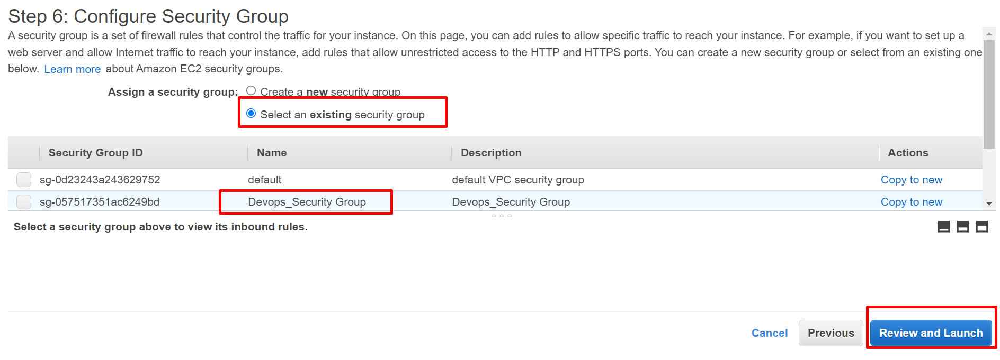 Step 6: Configure Security Group
A security group is a set of firewall rules that control the traffic for your instance. On this page, you can add rules to allow specific traffic to reach your instance. For example, if you want to set up a
web server and allow Internet traffic to reach your instance, add rules that allow unrestricted access to the HTTP and HTTPS ports. You can create a new security group or select from an existing one
below. Learn more about Amazon EC2 security groups.
Assign a security group: Create a new security group
Select an existing security group
Security Group ID Name Description Actions
sg-0d23243a243629752 default default VPC security group Copy to new
sg-057517351ac6249bd Devops_Security Group Devops_Security Group Copy to new
Select a security group above to view its inbound rules.
Cancel Previous Review and Launch